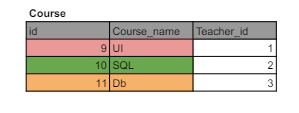 Course
id Course_name Teacher_id
9 UI 1
10 SQL 2
11 Db 3